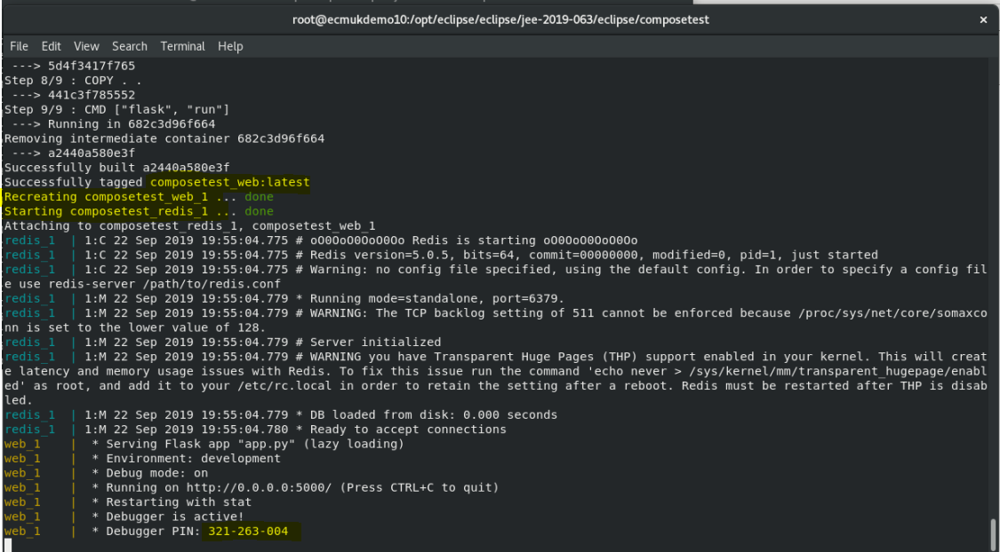 root@ecmukdemo10:/opt/eclipse/eclipse/jee-2019-063/eclipse/composetest ×
File Edit View Search Terminal Help
---> 5d4f3417f765
Step 8/9 : COPY . .
---> 441c3f785552
Step 9/9 : CMD ["flask", "run"]
---> Running in 682c3d96f664
Removing intermediate container 682c3d96f664
---> a2440a580e3f
Successfully built a2440a580e3f
Successfully tagged composetest_web:latest
Recreating composetest_web_1 ... done
Starting composetest_redis_1 ... done
Attaching to composetest_redis_1, composetest_web_1
redis_1 | 1:C 22 Sep 2019 19:55:04.775 # oO0OoO0OoO0Oo Redis is starting oO0OoO0OoO0Oo
redis_1 | 1:C 22 Sep 2019 19:55:04.775 # Redis version=5.0.5, bits=64, commit=00000000, modified=0, pid=1, just started
redis_1 | 1:C 22 Sep 2019 19:55:04.775 # Warning: no config file specified, using the default config. In order to specify a config fil
e use redis-server /path/to/redis.conf
redis_1 | 1:M 22 Sep 2019 19:55:04.779 * Running mode=standalone, port=6379.
redis_1 | 1:M 22 Sep 2019 19:55:04.779 # WARNING: The TCP backlog setting of 511 cannot be enforced because /proc/sys/net/core/somaxco
nn is set to the lower value of 128.
redis_1 | 1:M 22 Sep 2019 19:55:04.779 # Server initialized
redis_1 | 1:M 22 Sep 2019 19:55:04.779 # WARNING you have Transparent Huge Pages (THP) support enabled in your kernel. This will creat
e latency and memory usage issues with Redis. To fix this issue run the command 'echo never > /sys/kernel/mm/transparent_hugepage/enabl
ed' as root, and add it to your /etc/rc.local in order to retain the setting after a reboot. Redis must be restarted after THP is disab
led.
redis_1 | 1:M 22 Sep 2019 19:55:04.779 * DB loaded from disk: 0.000 seconds
redis_1 | 1:M 22 Sep 2019 19:55:04.780 * Ready to accept connections
web_1 | * Serving Flask app "app.py" (lazy loading)
web_1 | * Environment: development
web_1 | * Debug mode: on
web_1 | * Running on http://0.0.0.0:5000/ (Press CTRL+C to quit)
web_1 | * Restarting with stat
web_1 | * Debugger is active!
web_1 | * Debugger PIN: 321-263-004